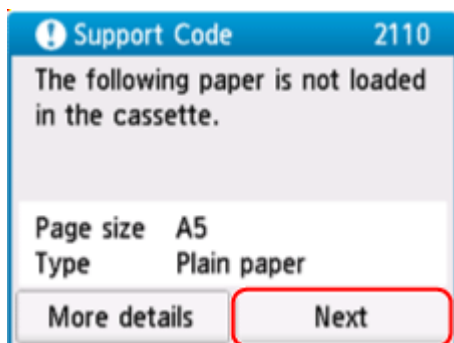 Support Code 2110
The following paper is not loaded
in the cassette.
Page size A5
Type Plain paper
More details Next